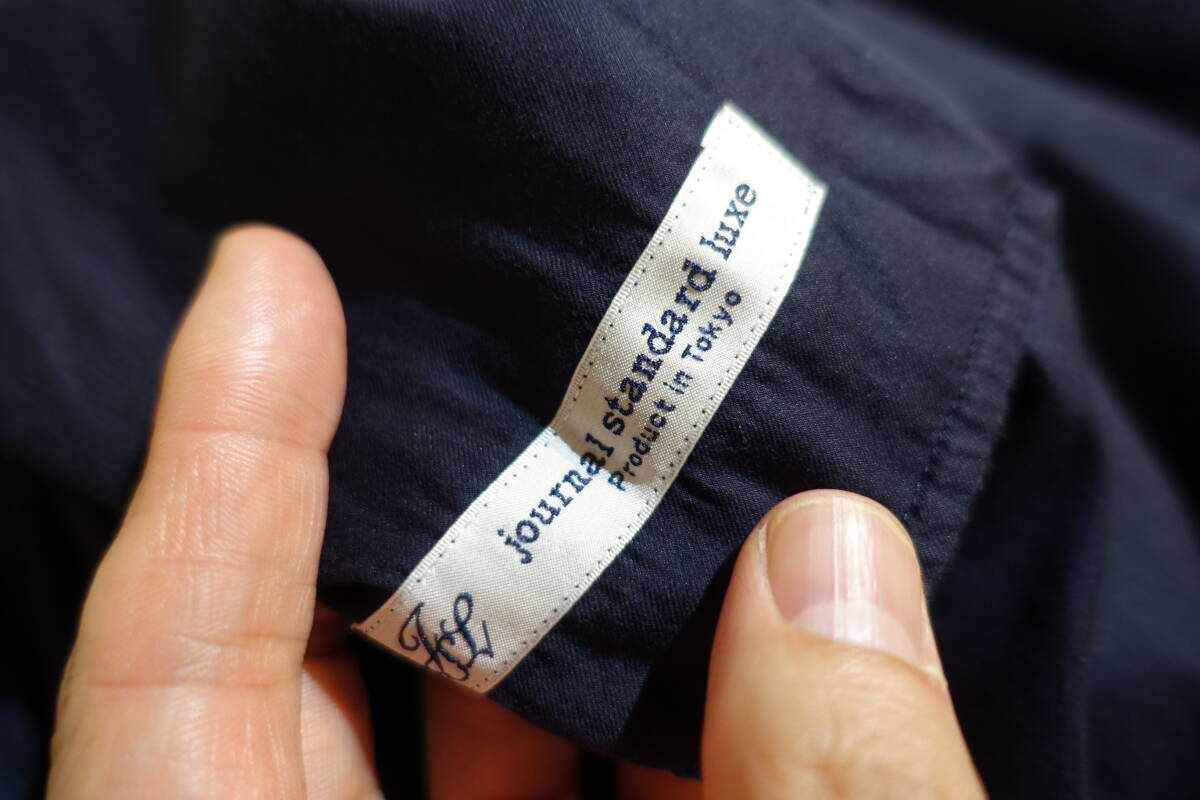 journal standard luxe
Product in Tokyo